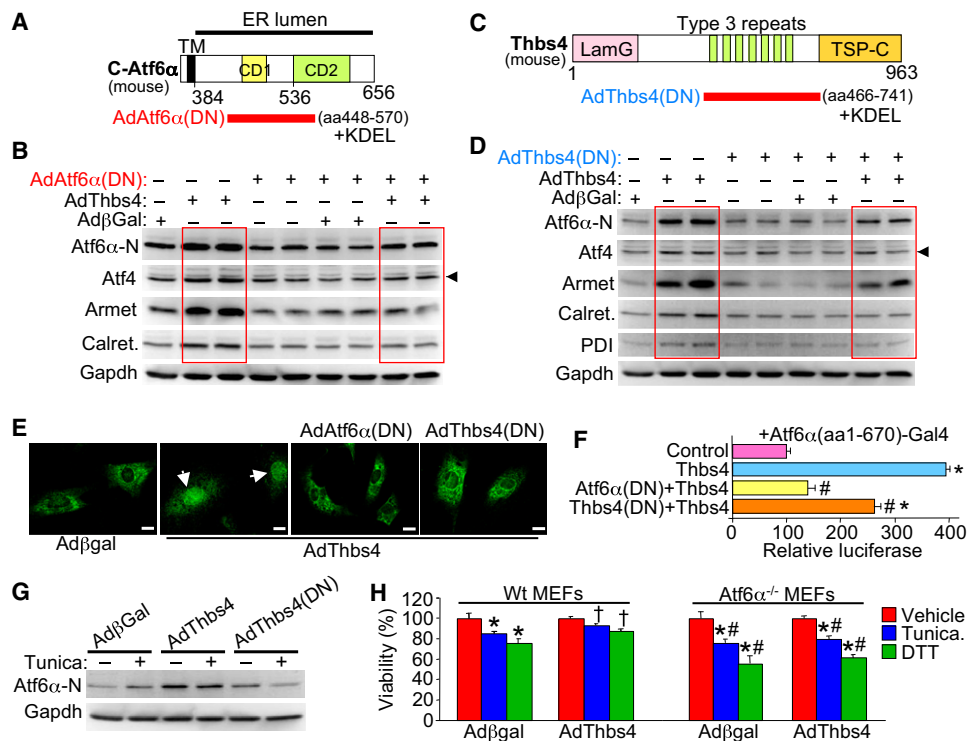 A
ER lumen
TM
C-Atf6α
(mouse)
CD1
CD2
384
536
656
AdAtf6α(DN)
(aa448-570)
+KDEL
B
AdAtf6α(DN): – – – + + + + + +
AdThbs4: – + + – – – – + +
AdβGal: + – – – – + + – –
Atf6α-N
Atf4
Armet
Calret.
Gapdh
C
Type 3 repeats
Thbs4
(mouse)
LamG
TSP-C
1
963
AdThbs4(DN)
(aa466-741)
+KDEL
D
AdThbs4(DN): – – – + + + + + +
AdThbs4: – + + – – – – + +
AdβGal: + – – – – + + – –
Atf6α-N
Atf4
Armet
Calret.
PDI
Gapdh
E
AdAtf6α(DN)
AdThbs4(DN)
Adβgal
AdThbs4
F
+Atf6α(aa1-670)-Gal4
Control
Thbs4 *
Atf6α(DN)+Thbs4 #
Thbs4(DN)+Thbs4 # *
0 100 200 300 400
Relative luciferase
G
AdβGal AdThbs4 AdThbs4(DN)
Tunica: – + – + – +
Atf6α-N
Gapdh
H
Wt MEFs
Atf6α-/- MEFs
Viability (%)
120
100
80
60
40
20
0
* * † † *# *# *# *#
Adβgal AdThbs4 Adβgal AdThbs4
Vehicle
Tunica.
DTT